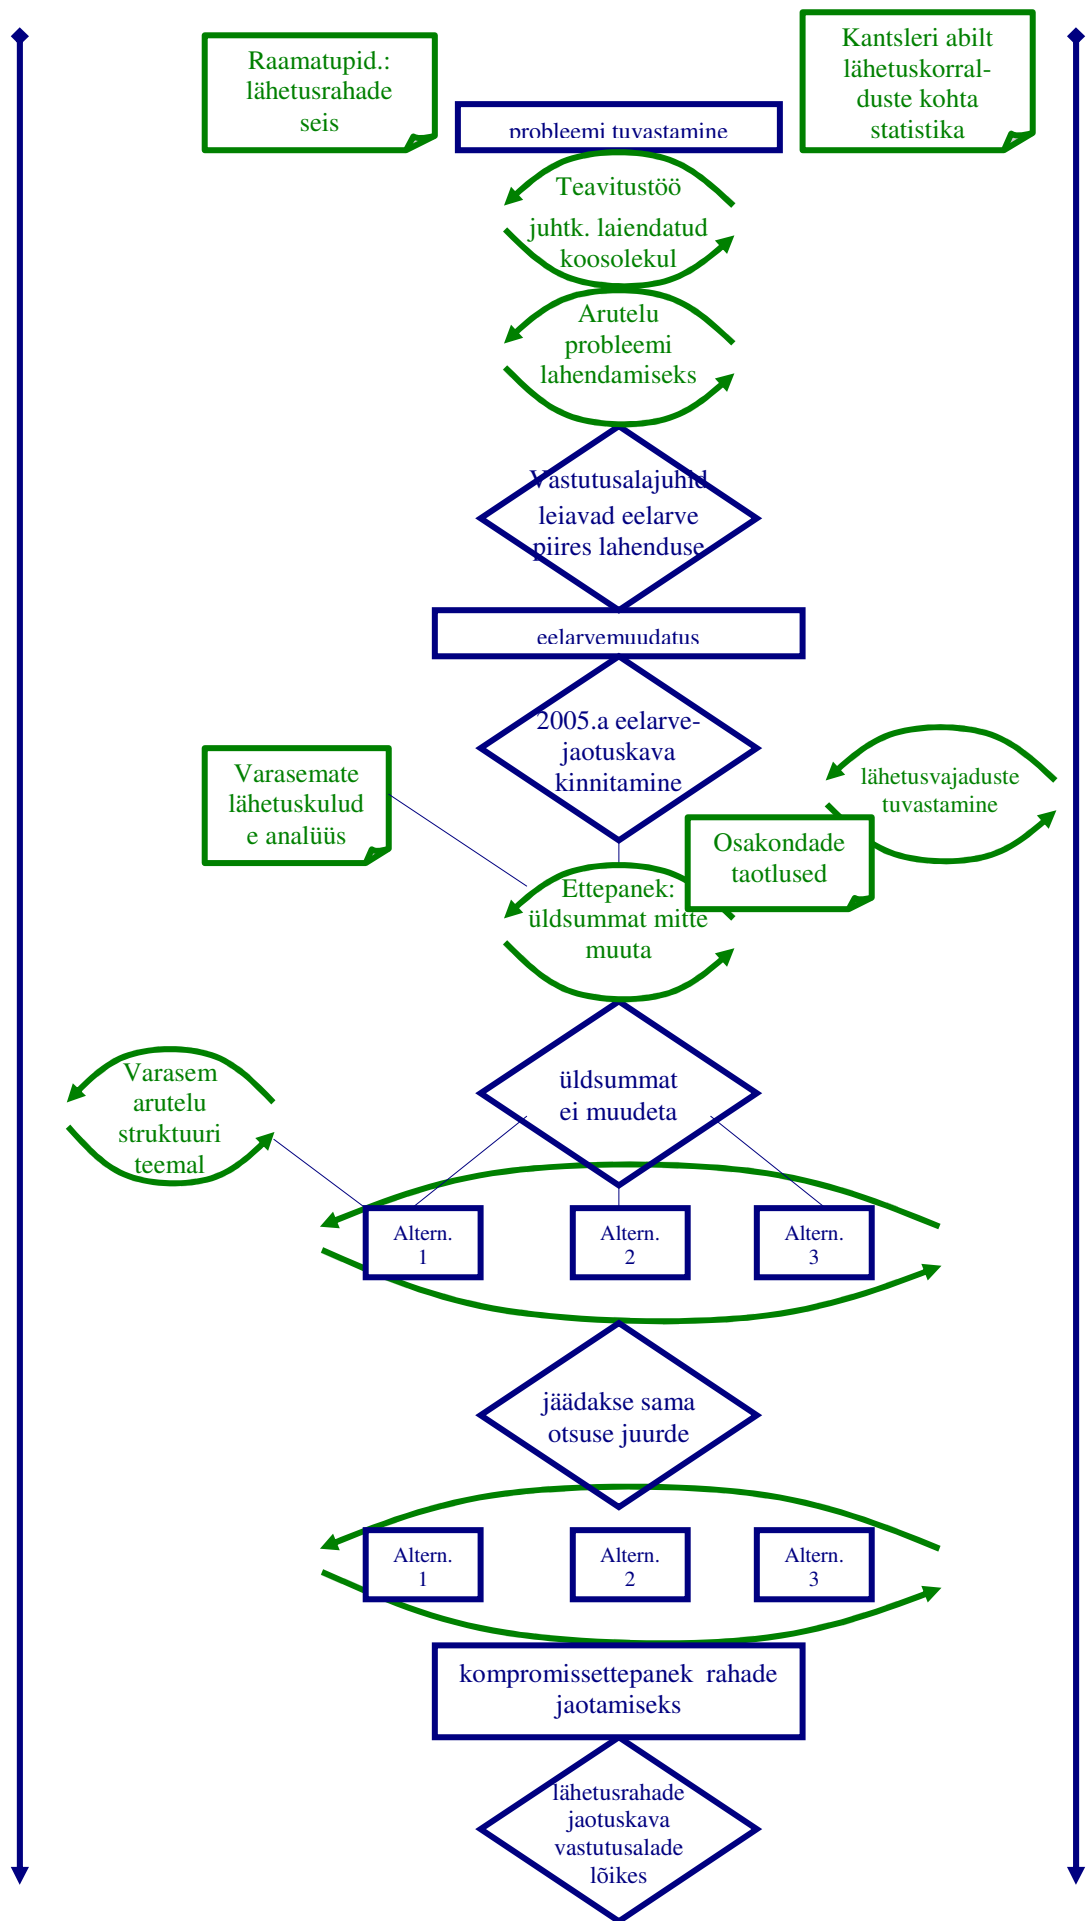 Raamatupid.:
lähetusrahade
seis
Kantsleri abilt
lähetuskorral-
duste kohta
statistika
probleemi tuvastamine
Teavitustöö
juhtk. laiendatud
koosolekul
Arutelu
probleemi
lahendamiseks
Vastutusalajuhid
leiavad eelarve
piires lahenduse
eelarvemuudatus
2005.a eelarve-
jaotuskava
kinnitamine
Varasemate
lähetuskulud
e analüüs
lähetusvajaduste
tuvastamine
Osakondade
taotlused
Ettepanek:
üldsummat mitte
muuta
üldsummat
ei muudeta
Varasem
arutelu
struktuuri
teemal
Altern.
1
Altern.
2
Altern.
3
jäädakse sama
otsuse juurde
Altern.
1
Altern.
2
Altern.
3
kompromissettepanek  rahade
jaotamiseks
lähetusrahade
jaotuskava
vastutusalade
lõikes